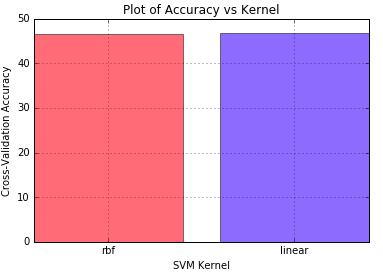 Plot of Accuracy vs Kernel
50
40
30
20
10
0
Cross-Validation Accuracy
rbf
linear
SVM Kernel